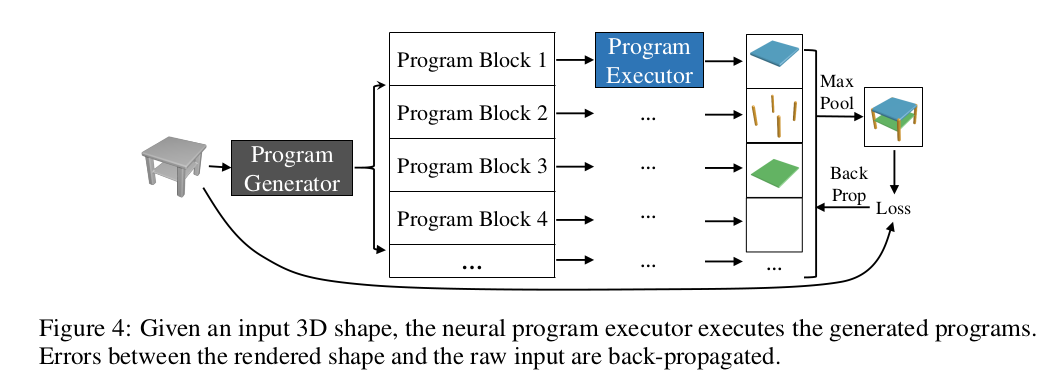 Program Block 1
Program
Executor
Max
Pool
Program Block 2
...
Program
Generator
Program Block 3
...
Back
Prop
Loss
Program Block 4
...
...
...
...
Figure 4: Given an input 3D shape, the neural program executor executes the generated programs.
Errors between the rendered shape and the raw input are back-propagated.